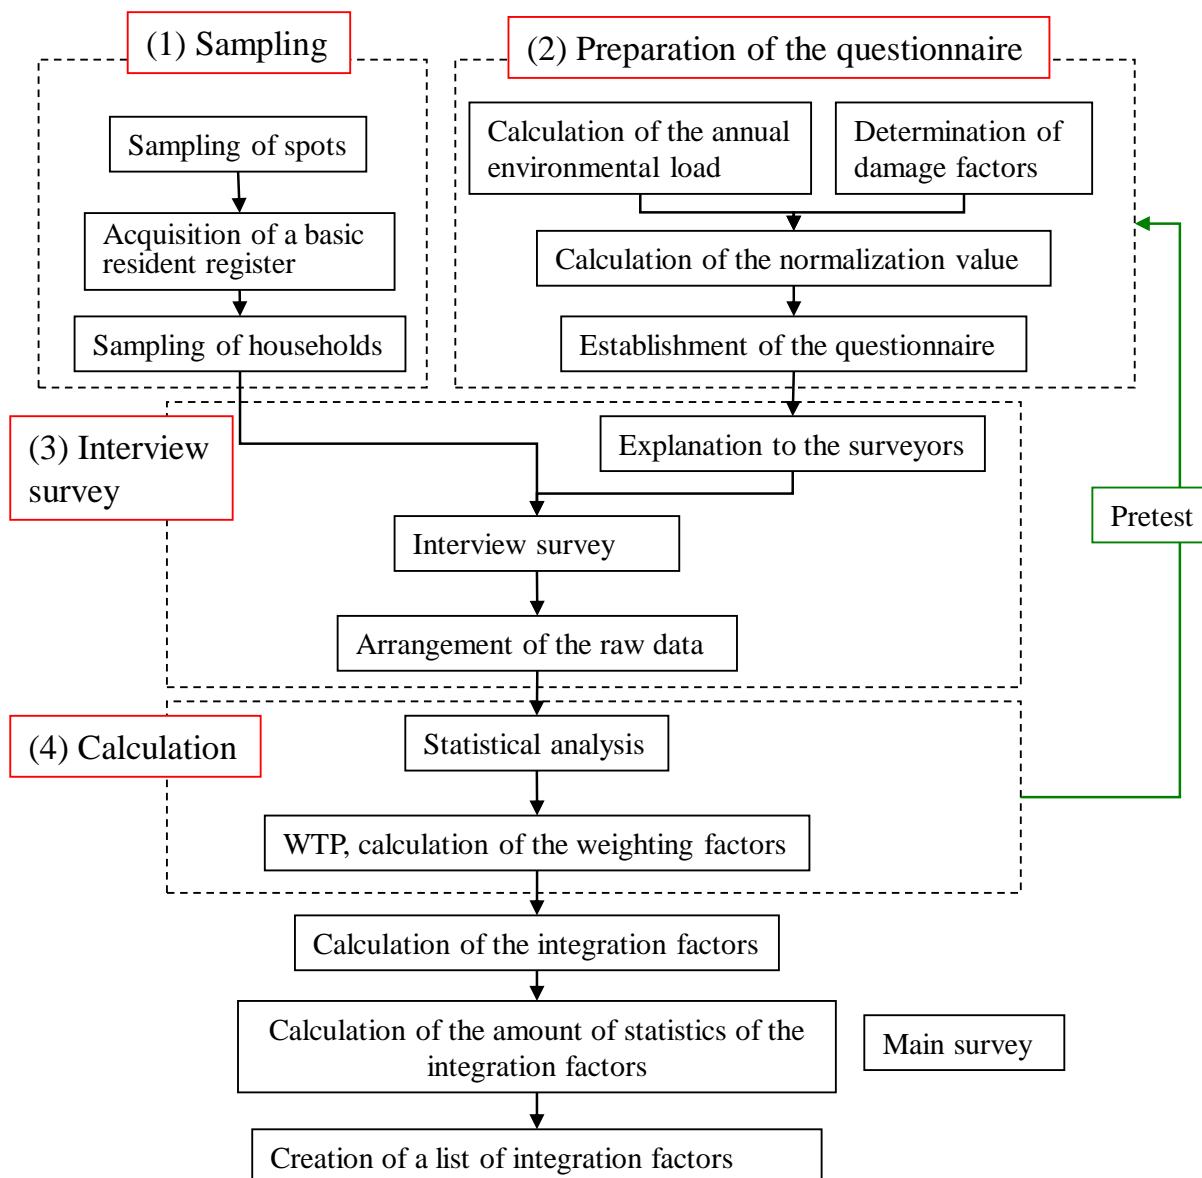 (1) Sampling
(2) Preparation of the questionnaire
Sampling of spots
Acquisition of a basic
resident register
Sampling of households
Calculation of the annual
environmental load
Determination of
damage factors
Calculation of the normalization value
Establishment of the questionnaire
(3) Interview
survey
Explanation to the surveyors
Interview survey
Arrangement of the raw data
Pretest
(4) Calculation
Statistical analysis
WTP, calculation of the weighting factors
Calculation of the integration factors
Calculation of the amount of statistics of the
integration factors
Main survey
Creation of a list of integration factors